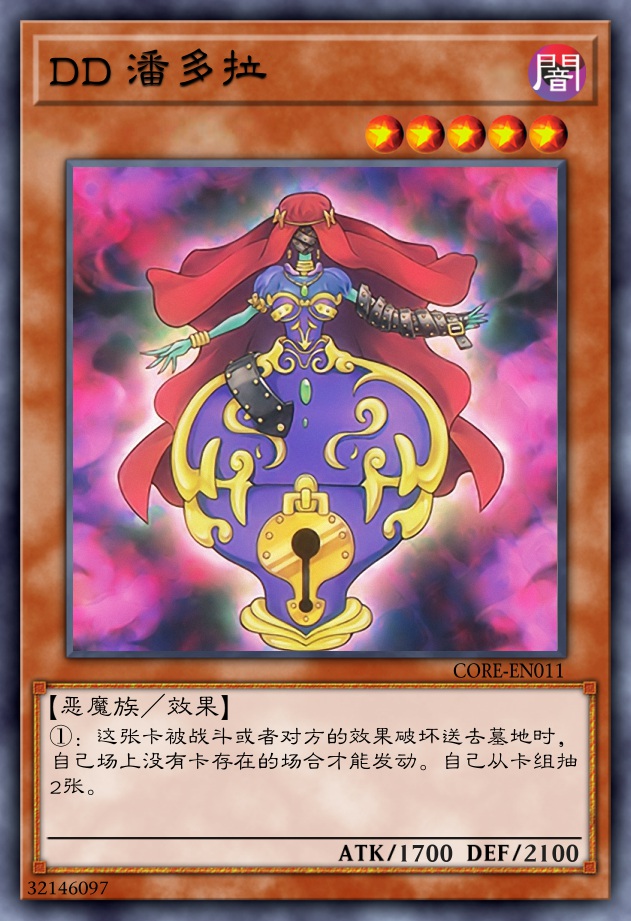 DD 潘多拉
闇
CORE-EN011
【恶魔族／效果】
①：这张卡被战斗或者对方的效果破坏送去墓地时，
自己场上没有卡存在的场合才能发动。自己从卡组抽
2张。
ATK/1700 DEF/2100
32146097